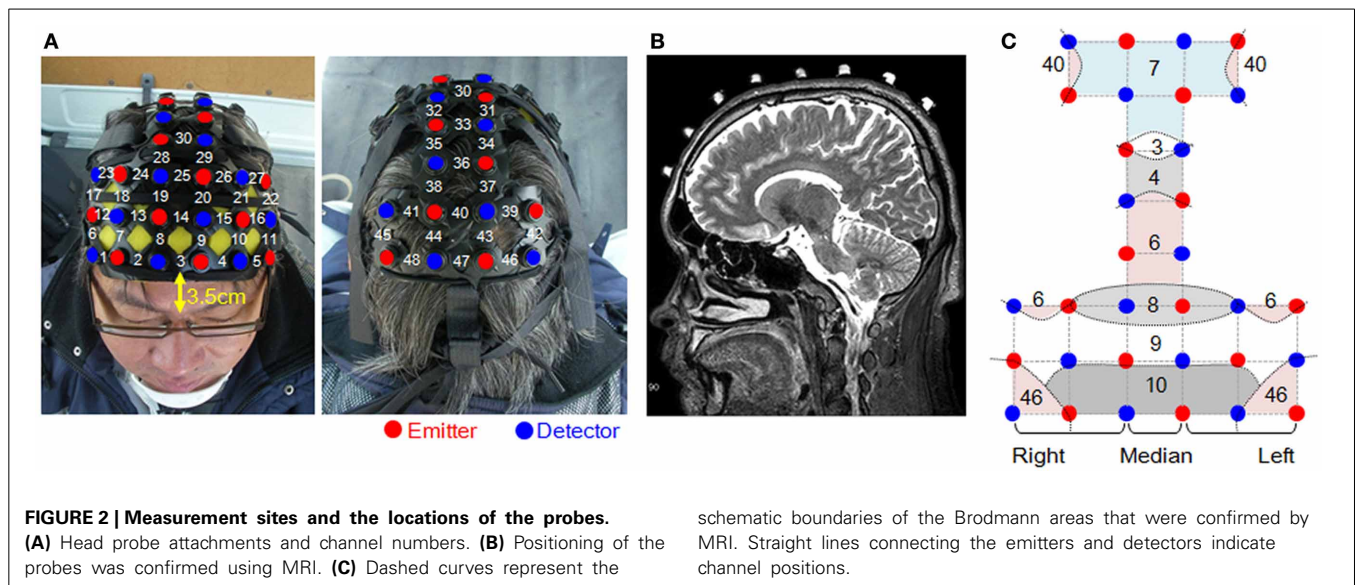 A
30
28 29
23 24 25 26 27
17 18 19 20 21 22
12 13 14 15 16
6 7 8 9 10 11
1 2 3 4 5
3.5cm
30
32 31
33
35 34
36
38 37
41 40 39
45 44 43 42
48 47 46
Emitter Detector
B
90
C
40 7 40
3
4
6
6 8 6
9
10
46 46
Right Median Left
FIGURE 2 | Measurement sites and the locations of the probes.
(A) Head probe attachments and channel numbers. (B) Positioning of the
probes was confirmed using MRI. (C) Dashed curves represent the
schematic boundaries of the Brodmann areas that were confirmed by
MRI. Straight lines connecting the emitters and detectors indicate
channel positions.